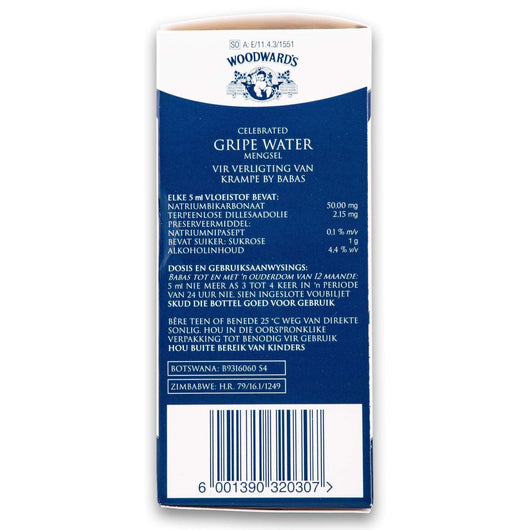 SD A: E/11.4.3/1551
WOODWARD'S
CELEBRATED
GRIPE WATER
MENGSEL
VIR VERLIGTING VAN
KRAMPE BY BABAS
ELKE 5 ml VLOEISTOF BEVAT:
NATRIUMBIKARBONAAT 50.00 mg
TERPEENLOSE DILLESAADOLIE 2.15 mg
PRESERVEERMIDDEL:
NATRIUMNIPASEPT 0.1 % m/v
BEVAT SUIKER: SUKROSE 1 g
ALKOHOLINHOUD 4,4 % v/v
DOSIS EN GEBRUIKSAANWYSINGS:
BABAS TOT EN MET 'n OUDERDOM VAN 12 MAANDE:
5 ml NIE MEER AS 3 TOT 4 KEER IN 'n PERIODE
VAN 24 UUR NIE. SIEN INGESLOTE VOUBILJET
SKUD DIE BOTTEL GOED VOOR GEBRUIK
BÊRE TEEN OF BENEDE 25 °C WEG VAN DIREKTE
SONLIG. HOU IN DIE OORSPRONKLIKE
VERPAKKING TOT BENODIG VIR GEBRUIK
HOU BUITE BEREIK VAN KINDERS
BOTSWANA: B9316060 S4
ZIMBABWE: H.R. 79/16.1/1249
6 001390 320307 >